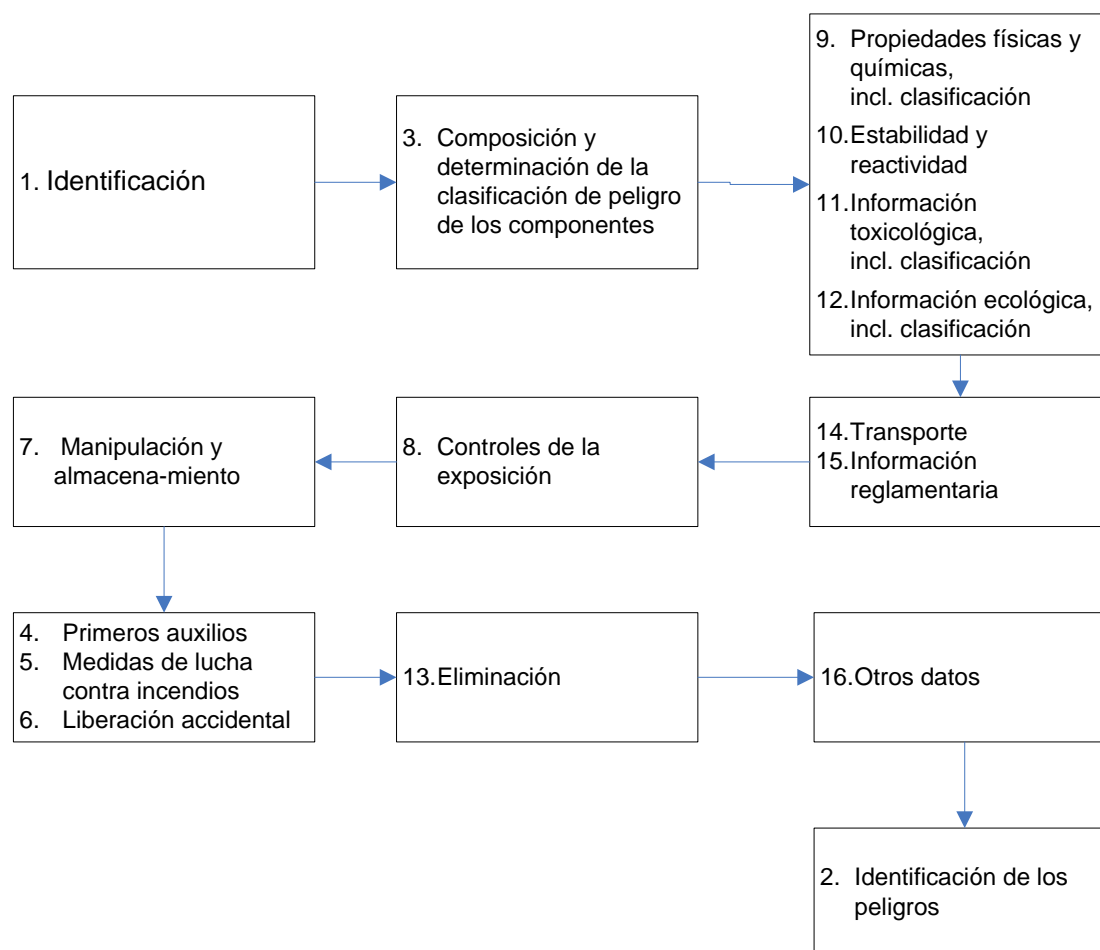 1. Identificación
3. Composición y
determinación de la
clasificación de peligro
de los componentes
9. Propiedades físicas y
químicas,
incl. clasificación
10.Estabilidad y
reactividad
11.Información
toxicológica,
incl. clasificación
12.Información ecológica,
incl. clasificación
14.Transporte
15.Información
reglamentaria
8. Controles de la
exposición
7. Manipulación y
almacena-miento
4. Primeros auxilios
5. Medidas de lucha
contra incendios
6. Liberación accidental
13.Eliminación
16.Otros datos
2. Identificación de los
peligros